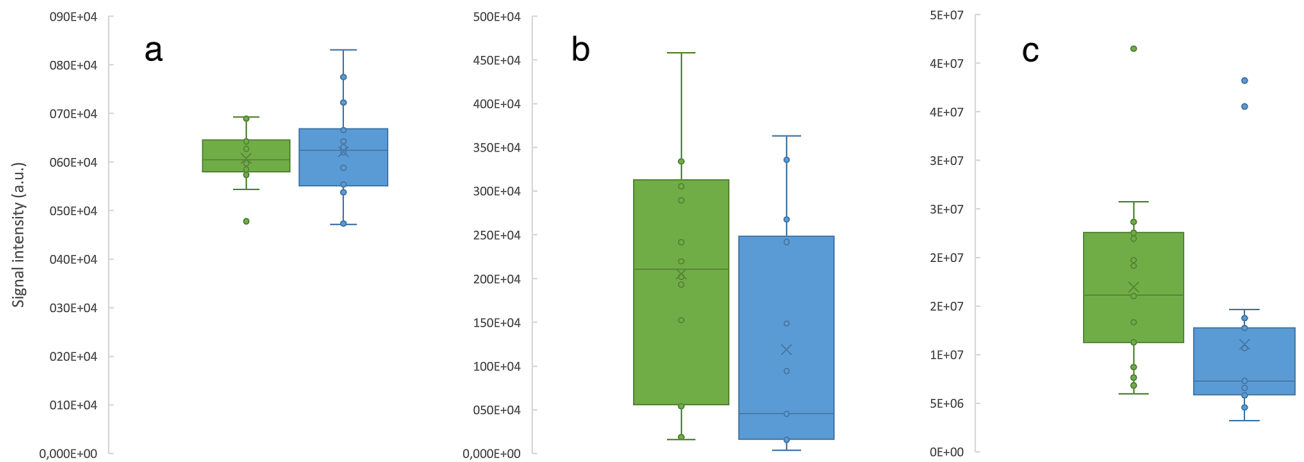 Signal intensity (a.u.)
a
090E+04
080E+04
070E+04
060E+04
050E+04
040E+04
030E+04
020E+04
010E+04
0,000E+00
b
500E+04
450E+04
400E+04
350E+04
300E+04
250E+04
200E+04
150E+04
100E+04
050E+04
0,000E+00
c
5E+07
4E+07
4E+07
3E+07
3E+07
2E+07
2E+07
1E+07
5E+06
0E+00